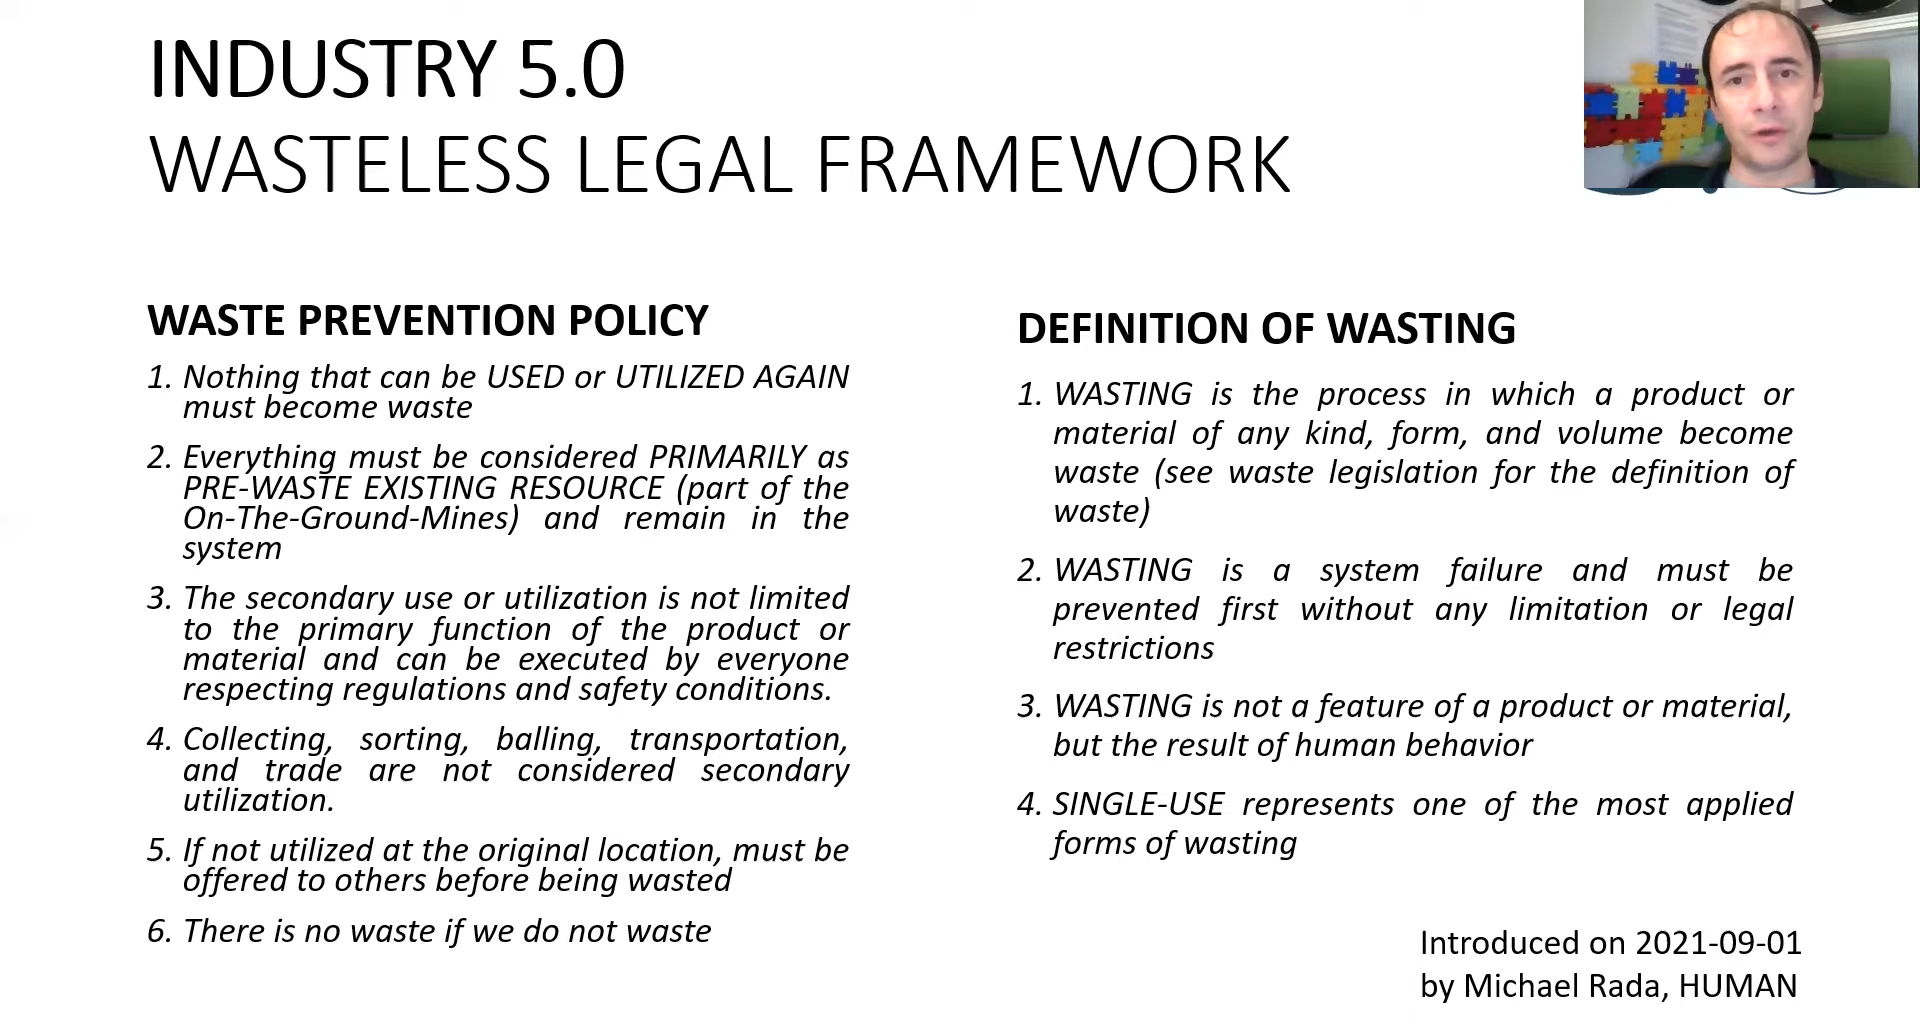 INDUSTRY 5.0
WASTELESS LEGAL FRAMEWORK
WASTE PREVENTION POLICY
1. Nothing that can be USED or UTILIZED AGAIN
must become waste
2. Everything must be considered PRIMARILY as
PRE-WASTE EXISTING RESOURCE (part of the
On-The-Ground-Mines) and remain in the
system
3. The secondary use or utilization is not limited
to the primary function of the product or
material and can be executed by everyone
respecting regulations and safety conditions.
4. Collecting, sorting, balling, transportation,
and trade are not considered secondary
utilization.
5. If not utilized at the original location, must be
offered to others before being wasted
6. There is no waste if we do not waste
DEFINITION OF WASTING
1. WASTING is the process in which a product or
material of any kind, form, and volume become
waste (see waste legislation for the definition of
waste)
2. WASTING is a system failure and must be
prevented first without any limitation or legal
restrictions
3. WASTING is not a feature of a product or material,
but the result of human behavior
4. SINGLE-USE represents one of the most applied
forms of wasting
Introduced on 2021-09-01
by Michael Rada, HUMAN